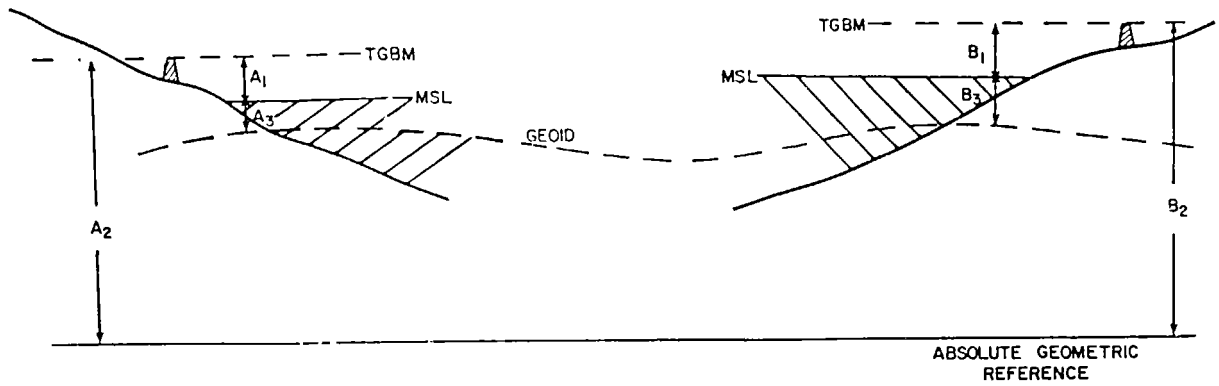 TGBM
TGBM
A1
B1
MSL
MSL
A3
B3
GEOID
A2
B2
ABSOLUTE GEOMETRIC
REFERENCE